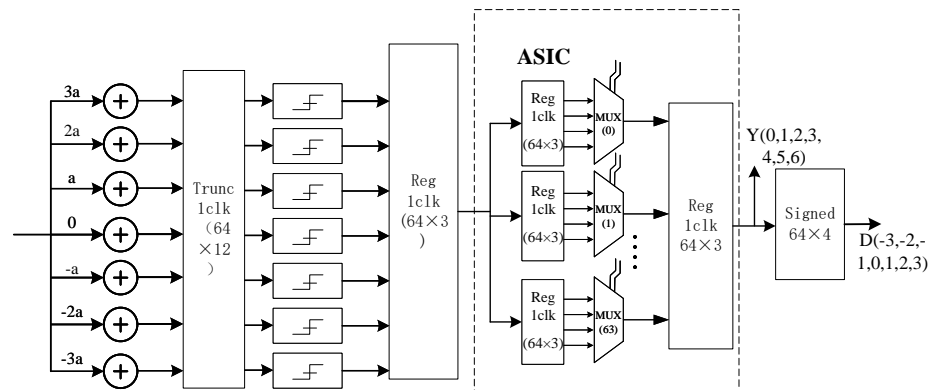 3a
2a
a
0
-a
-2a
-3a
Trunc
1clk
(64
×12
)
Reg
1clk
(64×3
)
ASIC
Reg
1clk
(64×3)
MUX
(0)
Reg
1clk
(64×3)
MUX
(1)
Reg
1clk
(64×3)
MUX
(63)
Reg
1clk
64×3
Y(0,1,2,3,
4,5,6)
Signed
64×4
D(-3,-2,-
1,0,1,2,3)